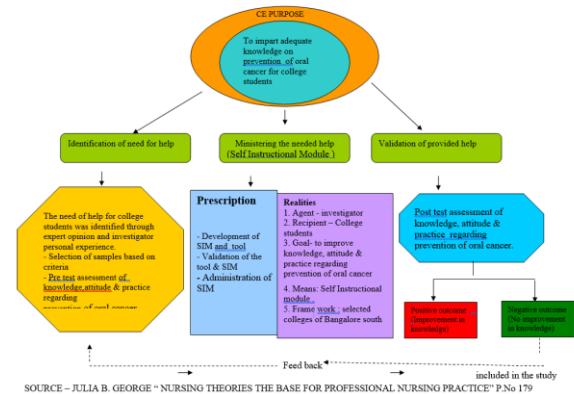 CE PURPOSE
To impart adequate
knowledge on
prevention of oral
cancer for college
students
Identification of need for help
Ministering the needed help
(Self Instructional Module )
Validation of provided help
The need of help for college
students was identified through
expert opinion and investigator
personal experience.
- Selection of samples based on
criteria
- Pre test assessment of
knowledge,attitude & practice
regarding
prevention of oral cancer
Prescription
- Development of
SIM and tool
- Validation of the
tool & SIM
- Administration of
SIM
Realities
1. Agent - investigator
2. Recipient – College
students
3. Goal- to improve
knowledge, attitude &
practice regarding
prevention of oral cancer
4. Means: Self Instructional
module .
5. Frame work : selected
colleges of Bangalore south
Post test assessment of
knowledge, attitude &
practice regarding
prevention of oral cancer.
Positive outcome
(Improvement in
knowledge)
Negative outcome
(No improvement
in knowledge)
Feed back
included in the study
SOURCE – JULIA B. GEORGE “ NURSING THEORIES THE BASE FOR PROFESSIONAL NURSING PRACTICE” P.No 179